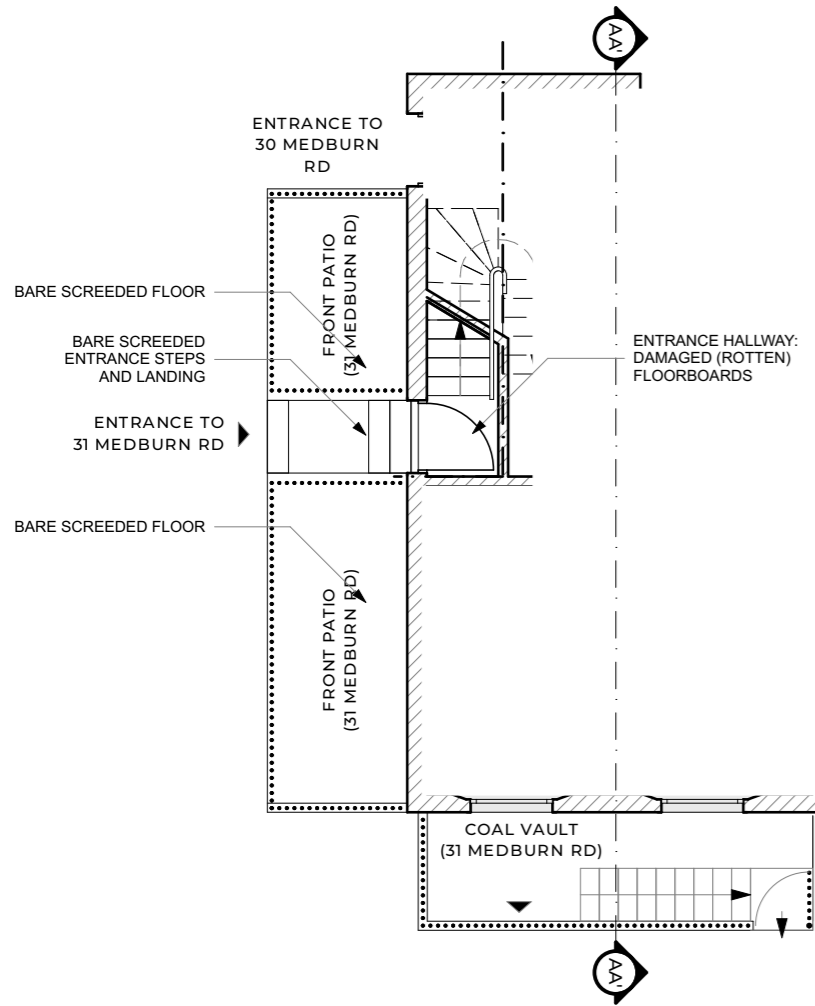 AA'
ENTRANCE TO
30 MEDBURN
RD
FRONT PATIO
(31 MEDBURN RD)
BARE SCREEDED FLOOR
BARE SCREEDED
ENTRANCE STEPS
AND LANDING
ENTRANCE HALLWAY:
DAMAGED (ROTTEN)
FLOORBOARDS
ENTRANCE TO
31 MEDBURN RD
BARE SCREEDED FLOOR
FRONT PATIO
(31 MEDBURN RD)
COAL VAULT
(31 MEDBURN RD)
AA'